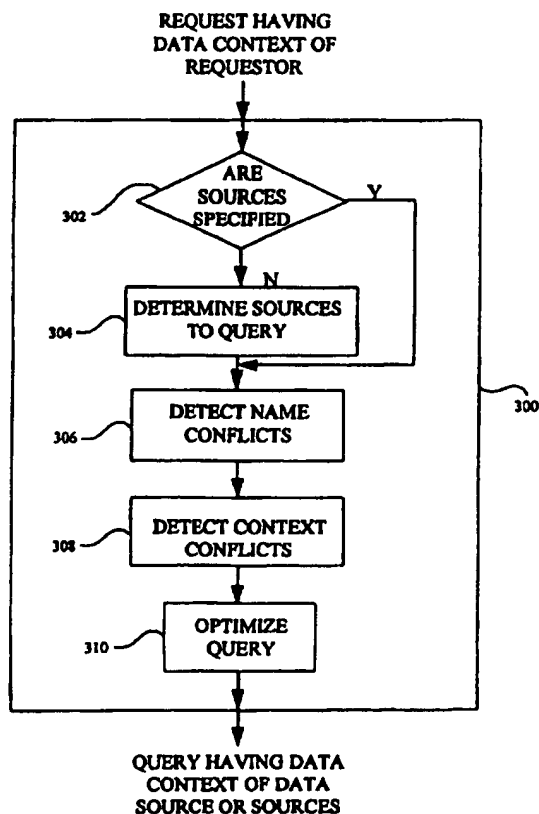 REQUEST HAVING
DATA CONTEXT OF
REQUESTOR
ARE
SOURCES
SPECIFIED
Y
302
N
DETERMINE SOURCES
TO QUERY
304
300
DETECT NAME
CONFLICTS
306
DETECT CONTEXT
CONFLICTS
308
OPTIMIZE
QUERY
310
QUERY HAVING DATA
CONTEXT OF DATA
SOURCE OR SOURCES